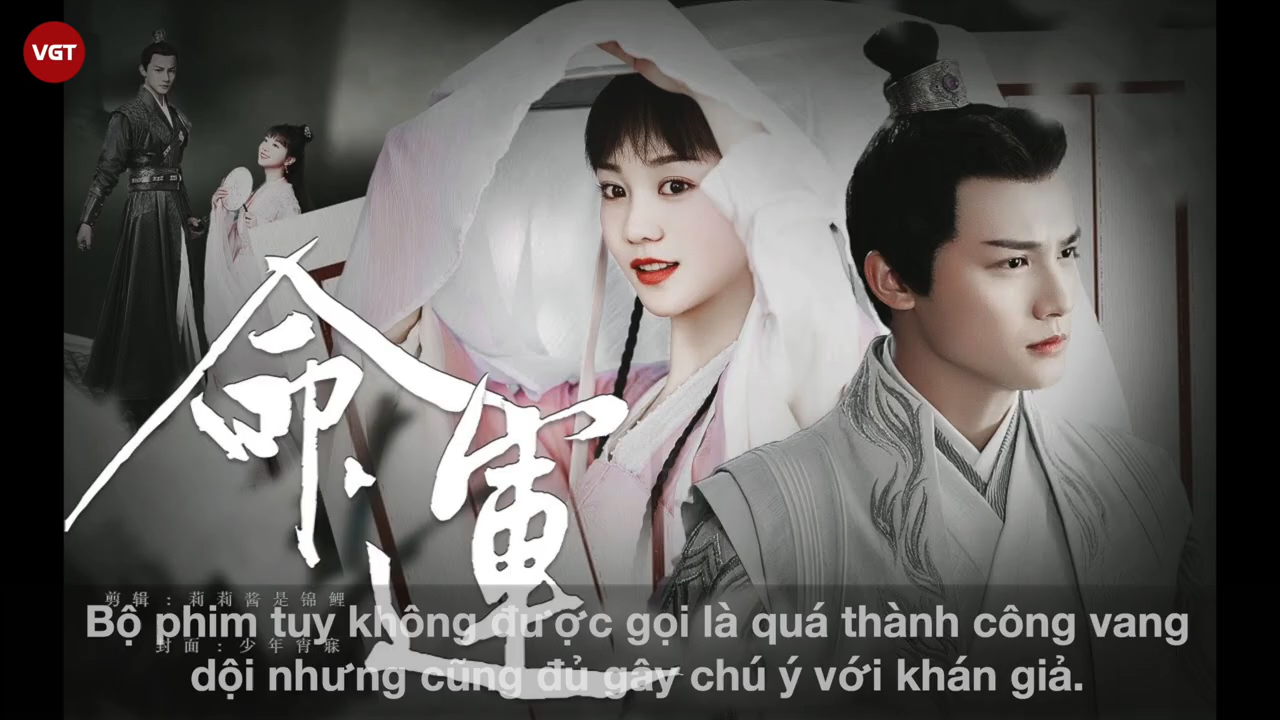 VGT
命運
剪辑:莉莉酱是锦鲤
封面:少年宵寐
Bộ phim tuy không được gọi là quá thành công vang
dội nhưng cũng đủ gây chú ý với khán giả.